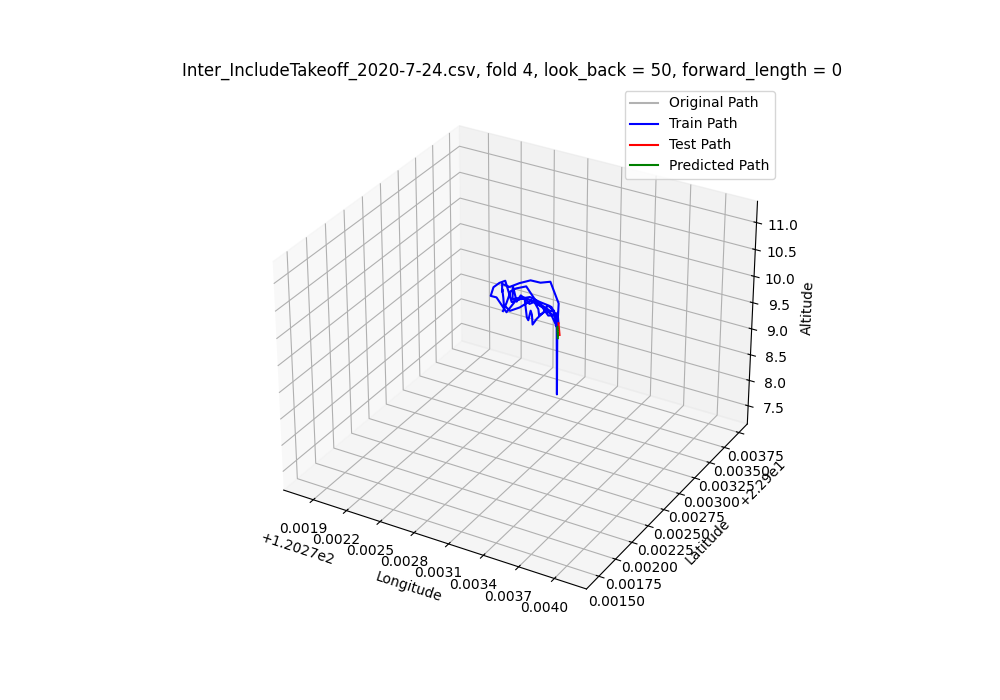 Inter_IncludeTakeoff_2020-7-24.csv, fold 4, look_back = 50, forward_length = 0
Original Path
Train Path
Test Path
Predicted Path
11.0
10.5
10.0
9.5
9.0
8.5
8.0
7.5
Altitude
0.00375
0.00350
0.00325
0.00300
0.00275
0.00250
0.00225
0.00200
0.00175
0.00150
+2.29e1
Latitude
0.0019
0.0022
0.0025
0.0028
0.0031
0.0034
0.0037
0.0040
+1.2027e2
Longitude